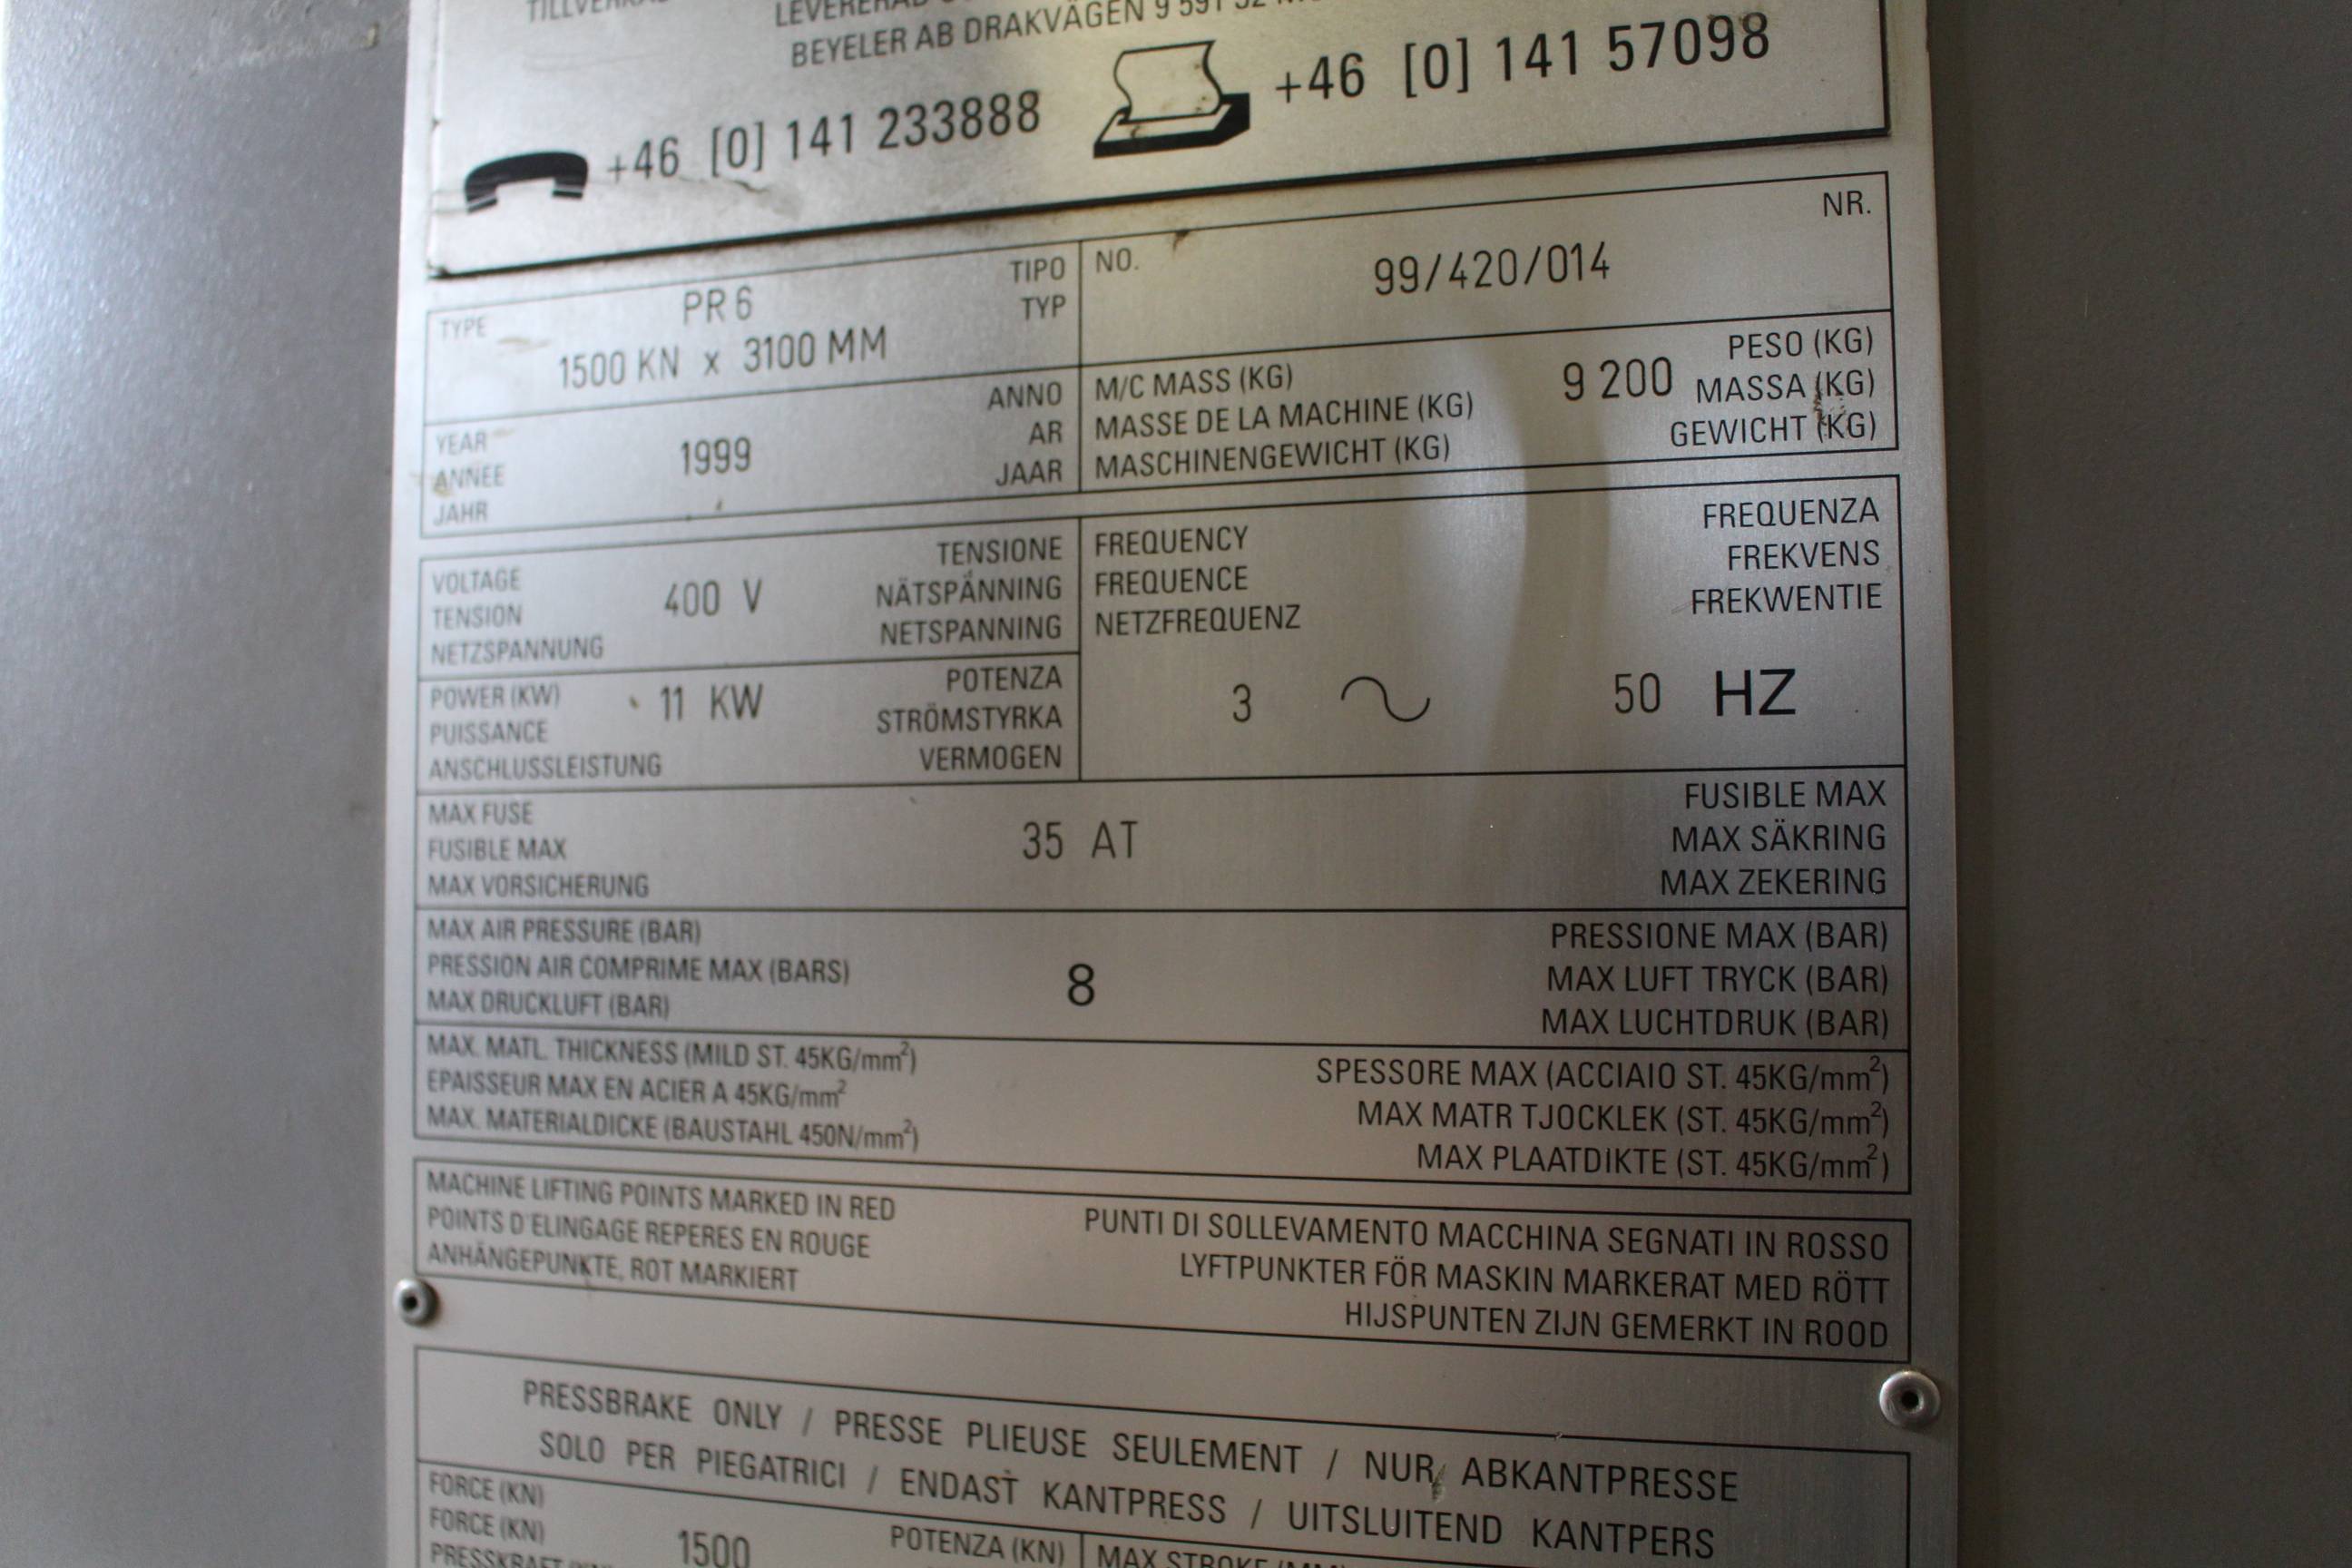 BEYELER AB DRAKVÄGEN 9 591
+46 [0] 141 233888
+46 [0] 141 57098
TYPE
PR 6
1500 KN x 3100 MM
TIPO
TYP
NO.
99/420/014
NR.
YEAR
ANNEE
JAHR
1999
ANNO
AR
JAAR
M/C MASS (KG)
MASSE DE LA MACHINE (KG)
MASCHINENGEWICHT (KG)
9 200
PESO (KG)
MASSA (KG)
GEWICHT (KG)
VOLTAGE
TENSION
NETZSPANNUNG
400 V
TENSIONE
NÄTSPÄNNING
NETSPANNING
FREQUENCY
FREQUENCE
NETZFREQUENZ
FREQUENZA
FREKVENS
FREKWENTIE
3 ~ 50 HZ
POWER (KW)
PUISSANCE
ANSCHLUSSLEISTUNG
11 KW
POTENZA
STRÖMSTYRKA
VERMOGEN
MAX FUSE
FUSIBLE MAX
MAX VORSICHERUNG
35 AT
FUSIBLE MAX
MAX SÄKRING
MAX ZEKERING
MAX AIR PRESSURE (BAR)
PRESSION AIR COMPRIME MAX (BARS)
MAX DRUCKLUFT (BAR)
8
PRESSIONE MAX (BAR)
MAX LUFT TRYCK (BAR)
MAX LUCHTDRUK (BAR)
MAX. MATL. THICKNESS (MILD ST. 45KG/mm²)
EPAISSEUR MAX EN ACIER A 45KG/mm²
MAX. MATERIALDICKE (BAUSTAHL 450N/mm²)
SPESSORE MAX (ACCIAIO ST. 45KG/mm²)
MAX MATR TJOCKLEK (ST. 45KG/mm²)
MAX PLAATDIKTE (ST. 45KG/mm²)
MACHINE LIFTING POINTS MARKED IN RED
POINTS D'ELINGAGE REPERES EN ROUGE
ANHÄNGEPUNKTE, ROT MARKIERT
PUNTI DI SOLLEVAMENTO MACCHINA SEGNATI IN ROSSO
LYFTPUNKTER FÖR MASKIN MARKERAT MED RÖTT
HIJSPUNTEN ZIJN GEMERKT IN ROOD
PRESSBRAKE ONLY / PRESSE PLIEUSE SEULEMENT / NUR ABKANTPRESSE
SOLO PER PIEGATRICI / ENDAST KANTPRESS / UITSLUITEND KANTPERS
FORCE (KN)
FORCE (KN)
1500
POTENZA (KN)
MAX STROKE (MM)